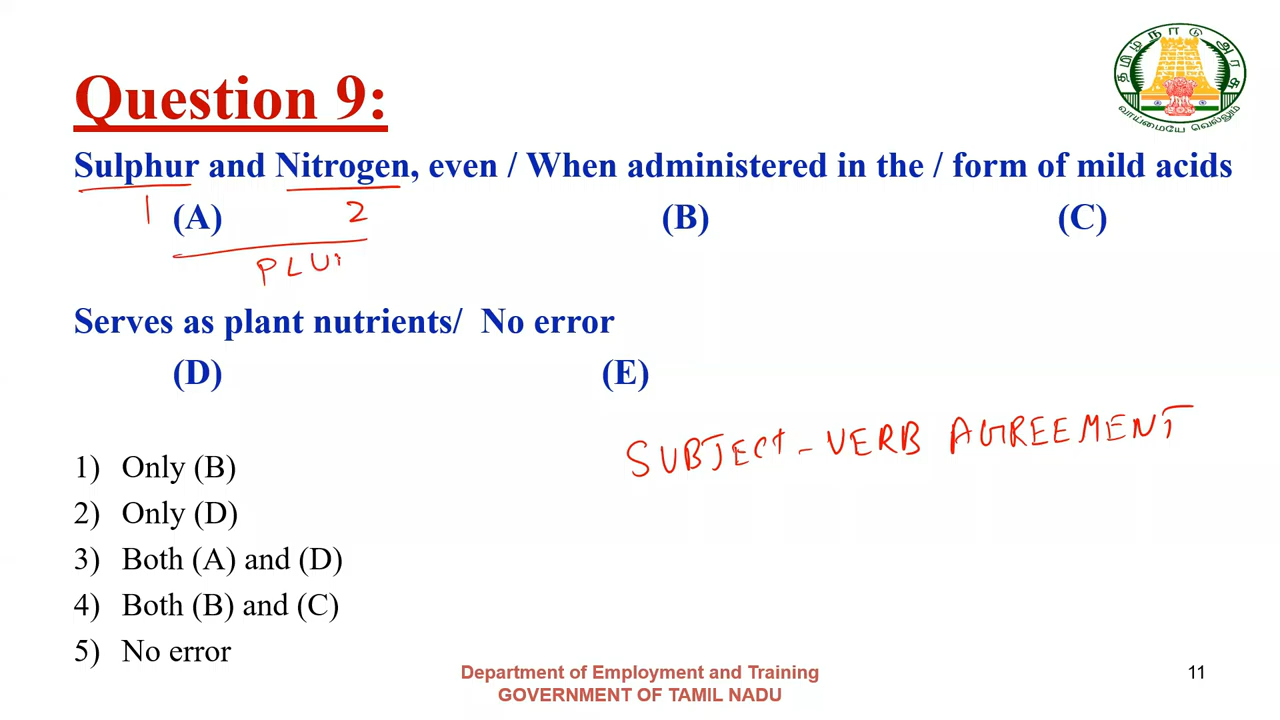 Question 9:
தமிழ்நாடு அரசு
வாய்மையே வெல்லும்
Sulphur and Nitrogen, even / When administered in the / form of mild acids
1 (A) 2 (B) (C)
PLU
Serves as plant nutrients/ No error
(D) (E)
SUBJECT-VERB AGREEMENT
1) Only (B)
2) Only (D)
3) Both (A) and (D)
4) Both (B) and (C)
5) No error
Department of Employment and Training
GOVERNMENT OF TAMIL NADU
11